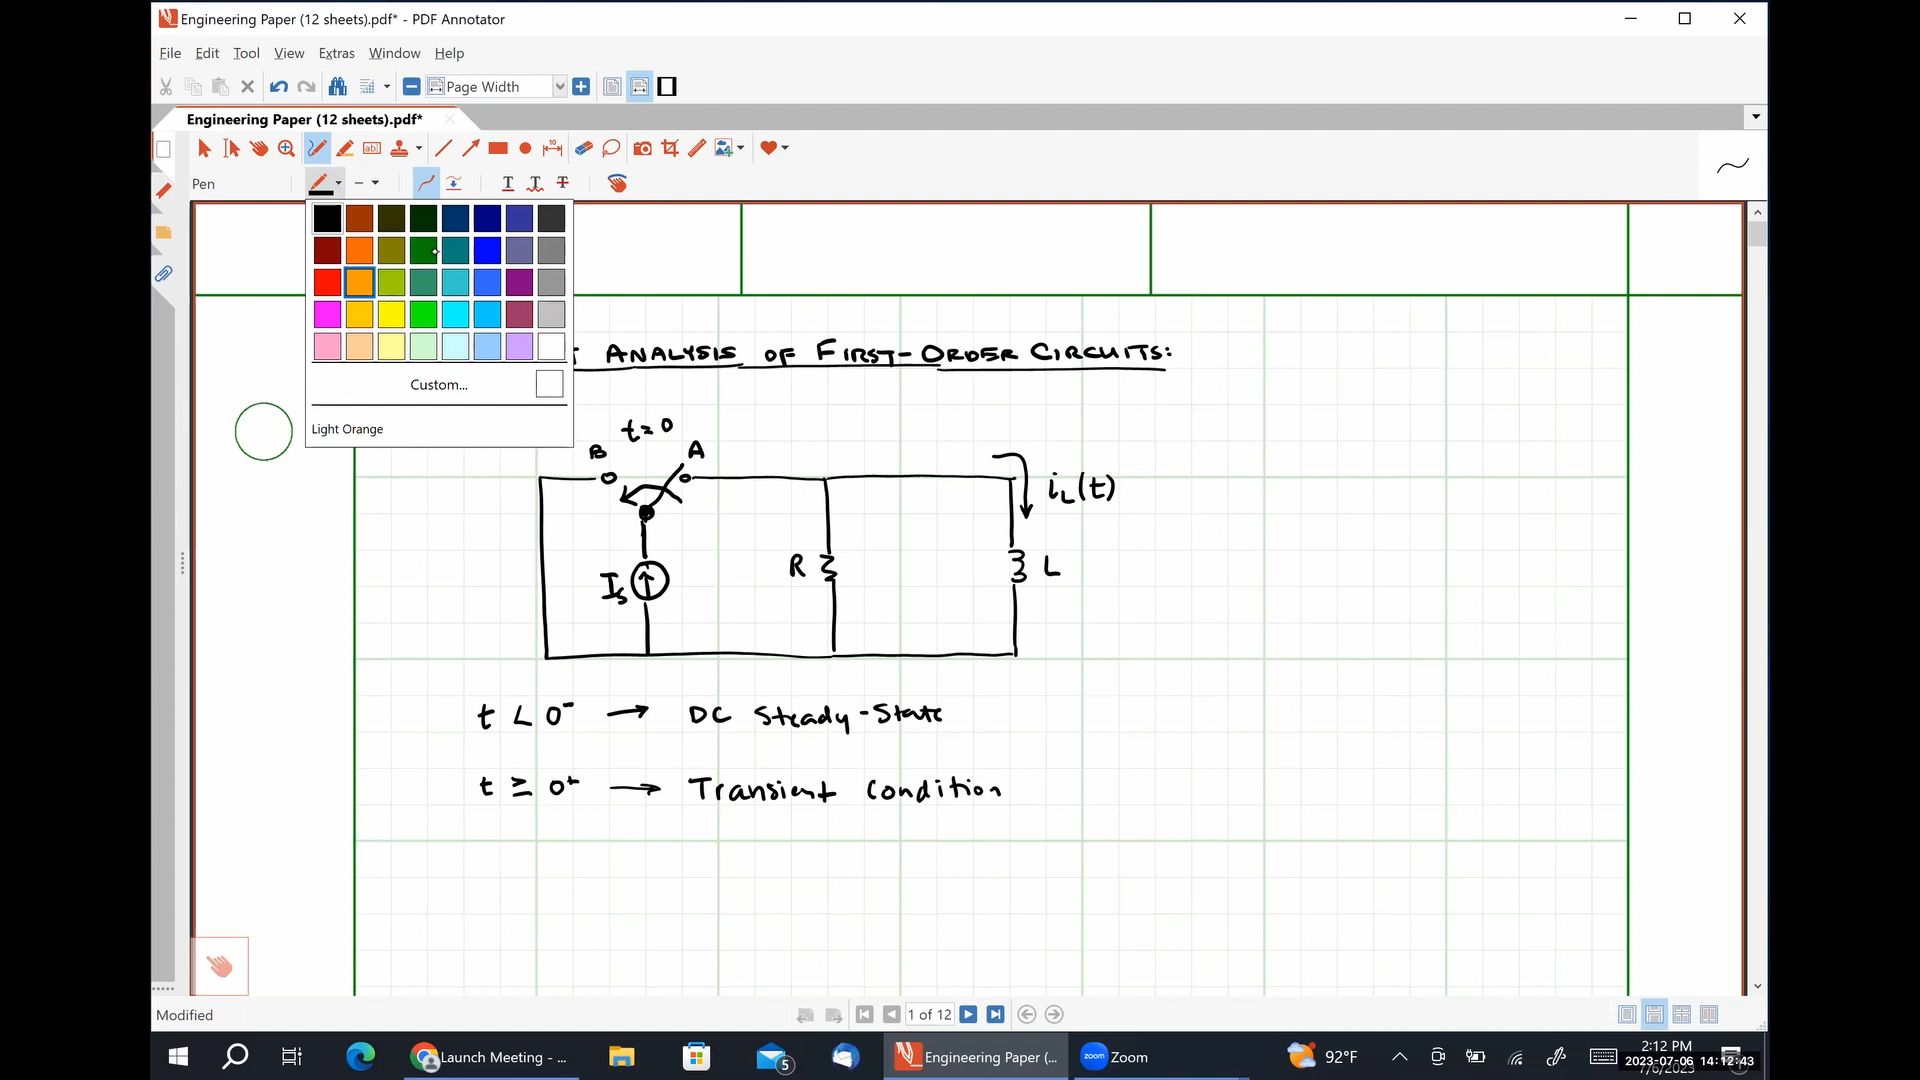 Engineering Paper (12 sheets).pdf* - PDF Annotator
File Edit Tool View Extras Window Help
Page Width
Engineering Paper (12 sheets).pdf*
Pen
Custom...
Light Orange
ANALYSIS OF FIRST-ORDER CIRCUITS:
t=0
B A
iL(t)
R L
Is
t < 0⁻ → DC Steady-State
t ≥ 0⁺ → Transient Condition
Modified
1 of 12
Launch Meeting - ...
5
Engineering Paper (...
zoom Zoom
92°F
2:12 PM
2023-07-06 14:12:43